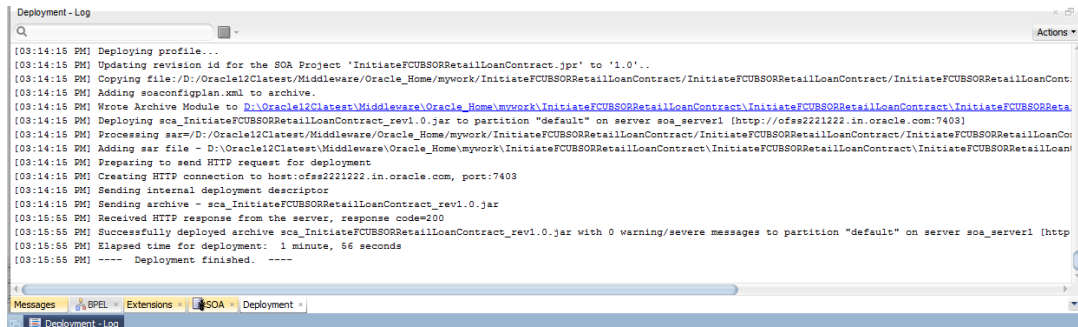 Deployment - Log
Actions
[03:14:15 PM] Deploying profile...
[03:14:15 PM] Updating revision id for the SOA Project 'InitiateFCUBSORRetailLoanContract.jpr' to '1.0'..
[03:14:15 PM] Copying file:/D:/Oracle12Clatest/Middleware/Oracle_Home/mywork/InitiateFCUBSORRetailLoanContract/InitiateFCUBSORRetailLoanContract/InitiateFCUBSORRetailLoanCont
[03:14:15 PM] Adding soaconfigplan.xml to archive.
[03:14:15 PM] Wrote Archive Module to D:\Oracle12Clatest\Middleware\Oracle_Home\mywork\InitiateFCUBSORRetailLoanContract\InitiateFCUBSORRetailLoanContract\InitiateFCUBSORReta
[03:14:15 PM] Deploying sca_InitiateFCUBSORRetailLoanContract_rev1.0.jar to partition "default" on server soa_server1 [http://ofss2221222.in.oracle.com:7403]
[03:14:15 PM] Processing sar=/D:/Oracle12Clatest/Middleware/Oracle_Home/mywork/InitiateFCUBSORRetailLoanContract/InitiateFCUBSORRetailLoanContract/InitiateFCUBSORRetailLoanCo
[03:14:15 PM] Adding sar file - D:\Oracle12Clatest\Middleware\Oracle_Home\mywork\InitiateFCUBSORRetailLoanContract\InitiateFCUBSORRetailLoanContract\InitiateFCUBSORRetailLoan
[03:14:15 PM] Preparing to send HTTP request for deployment
[03:14:15 PM] Creating HTTP connection to host:ofss2221222.in.oracle.com, port:7403
[03:14:15 PM] Sending internal deployment descriptor
[03:14:15 PM] Sending archive - sca_InitiateFCUBSORRetailLoanContract_rev1.0.jar
[03:15:55 PM] Received HTTP response from the server, response code=200
[03:15:55 PM] Successfully deployed archive sca_InitiateFCUBSORRetailLoanContract_rev1.0.jar with 0 warning/severe messages to partition "default" on server soa_server1 [http
[03:15:55 PM] Elapsed time for deployment: 1 minute, 56 seconds
[03:15:55 PM] ---- Deployment finished. ----
Messages BPEL Extensions SOA Deployment
Deployment - Log